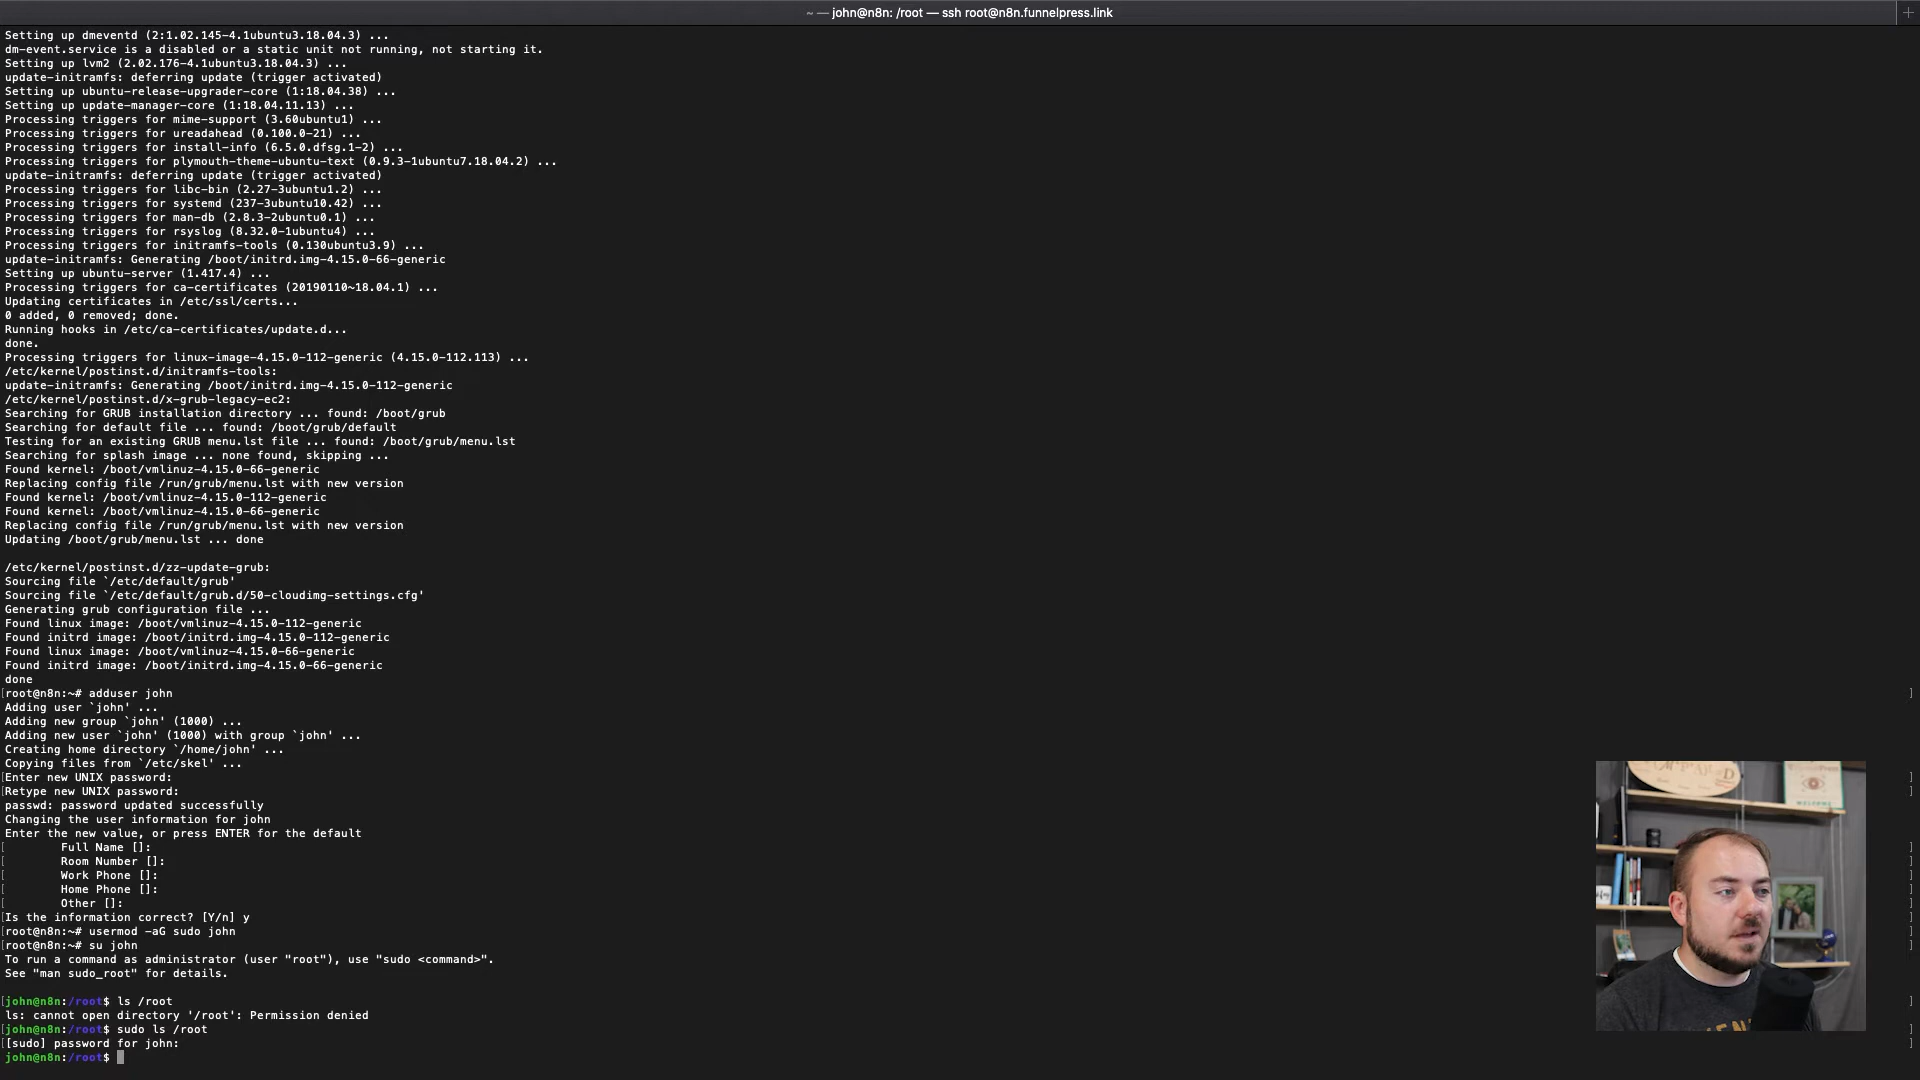 ~ — john@n8n: /root — ssh root@n8n.funnelpress.link
Setting up dmeventd (2:1.02.145-4.1ubuntu3.18.04.3) ...
dm-event.service is a disabled or a static unit not running, not starting it.
Setting up lvm2 (2.02.176-4.1ubuntu3.18.04.3) ...
update-initramfs: deferring update (trigger activated)
Setting up ubuntu-release-upgrader-core (1:18.04.38) ...
Setting up update-manager-core (1:18.04.11.13) ...
Processing triggers for mime-support (3.60ubuntu1) ...
Processing triggers for ureadahead (0.100.0-21) ...
Processing triggers for install-info (6.5.0.dfsg.1-2) ...
Processing triggers for plymouth-theme-ubuntu-text (0.9.3-1ubuntu7.18.04.2) ...
update-initramfs: deferring update (trigger activated)
Processing triggers for libc-bin (2.27-3ubuntu1.2) ...
Processing triggers for systemd (237-3ubuntu10.42) ...
Processing triggers for man-db (2.8.3-2ubuntu0.1) ...
Processing triggers for rsyslog (8.32.0-1ubuntu4) ...
Processing triggers for initramfs-tools (0.130ubuntu3.9) ...
update-initramfs: Generating /boot/initrd.img-4.15.0-66-generic
Setting up ubuntu-server (1.417.4) ...
Processing triggers for ca-certificates (20190110~18.04.1) ...
Updating certificates in /etc/ssl/certs...
0 added, 0 removed; done.
Running hooks in /etc/ca-certificates/update.d...
done.
Processing triggers for linux-image-4.15.0-112-generic (4.15.0-112.113) ...
/etc/kernel/postinst.d/initramfs-tools:
update-initramfs: Generating /boot/initrd.img-4.15.0-112-generic
/etc/kernel/postinst.d/x-grub-legacy-ec2:
Searching for GRUB installation directory ... found: /boot/grub
Searching for default file ... found: /boot/grub/default
Testing for an existing GRUB menu.lst file ... found: /boot/grub/menu.lst
Searching for splash image ... none found, skipping ...
Found kernel: /boot/vmlinuz-4.15.0-66-generic
Replacing config file /run/grub/menu.lst with new version
Found kernel: /boot/vmlinuz-4.15.0-112-generic
Found kernel: /boot/vmlinuz-4.15.0-66-generic
Replacing config file /run/grub/menu.lst with new version
Updating /boot/grub/menu.lst ... done
/etc/kernel/postinst.d/zz-update-grub:
Sourcing file `/etc/default/grub'
Sourcing file `/etc/default/grub.d/50-cloudimg-settings.cfg'
Generating grub configuration file ...
Found linux image: /boot/vmlinuz-4.15.0-112-generic
Found initrd image: /boot/initrd.img-4.15.0-112-generic
Found linux image: /boot/vmlinuz-4.15.0-66-generic
Found initrd image: /boot/initrd.img-4.15.0-66-generic
done
[root@n8n:~# adduser john ]
Adding user `john' ...
Adding new group `john' (1000) ...
Adding new user `john' (1000) with group `john' ...
Creating home directory `/home/john' ...
Copying files from `/etc/skel' ...
[Enter new UNIX password: ]
[Retype new UNIX password: ]
passwd: password updated successfully
Changing the user information for john
Enter the new value, or press ENTER for the default
[ Full Name []: ]
[ Room Number []: ]
[ Work Phone []: ]
[ Home Phone []: ]
[ Other []: ]
[Is the information correct? [Y/n] y ]
[root@n8n:~# usermod -aG sudo john ]
[root@n8n:~# su john ]
To run a command as administrator (user "root"), use "sudo <command>".
See "man sudo_root" for details.
[john@n8n:/root$ ls /root ]
ls: cannot open directory '/root': Permission denied
[john@n8n:/root$ sudo ls /root ]
[[sudo] password for john: ]
john@n8n:/root$